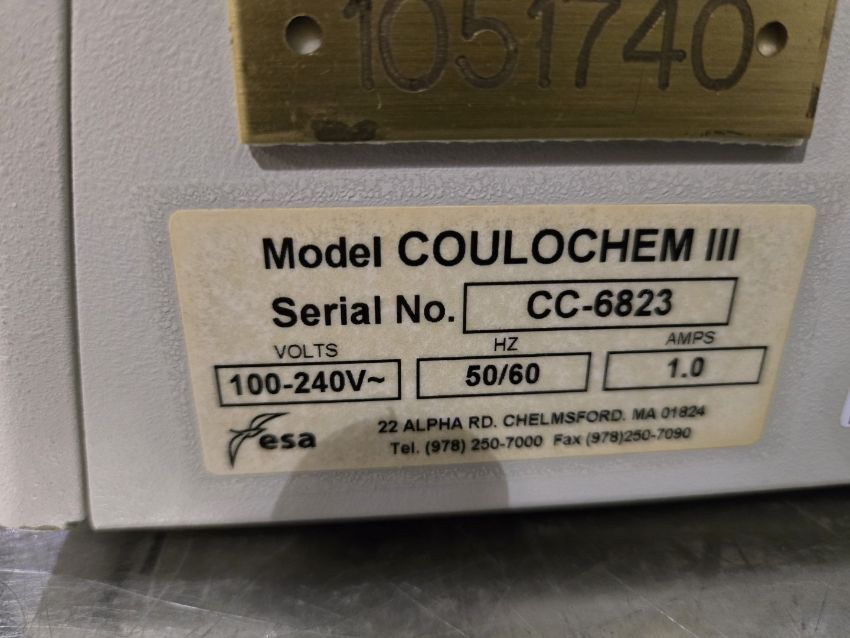 1051740
Model COULOCHEM III
Serial No. CC-6823
VOLTS HZ AMPS
100-240V~ 50/60 1.0
esa
22 ALPHA RD. CHELMSFORD. MA 01824
Tel. (978) 250-7000 Fax (978)250-7090